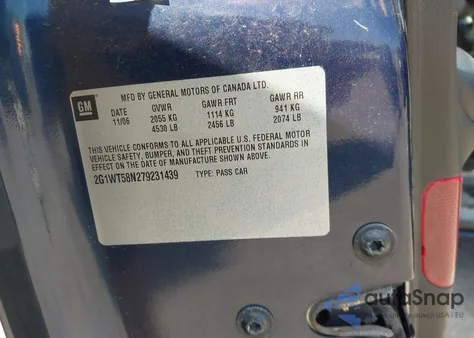 MFD BY GENERAL MOTORS OF CANADA LTD.
GM
DATE GVWR GAWR FRT GAWR RR
11/06 2055 KG 1114 KG 941 KG
4530 LB 2456 LB 2074 LB
THIS VEHICLE CONFORMS TO ALL APPLICABLE U.S. FEDERAL MOTOR
VEHICLE SAFETY, BUMPER, AND THEFT PREVENTION STANDARDS IN
EFFECT ON THE DATE OF MANUFACTURE SHOWN ABOVE.
2G1WT58N279231439 TYPE: PASS CAR
autoSnap